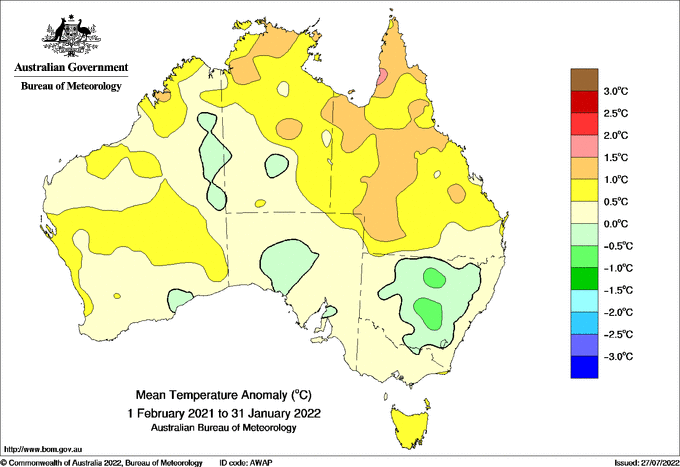 Australian Government
Bureau of Meteorology
3.0°C
2.5°C
2.0°C
1.5°C
1.0°C
0.5°C
0.0°C
-0.5°C
-1.0°C
-1.5°C
-2.0°C
-2.5°C
-3.0°C
Mean Temperature Anomaly (°C)
1 February 2021 to 31 January 2022
Australian Bureau of Meteorology
http://www.bom.gov.au
© Commonwealth of Australia 2022, Bureau of Meteorology ID code: AWAP Issued: 27/07/2022